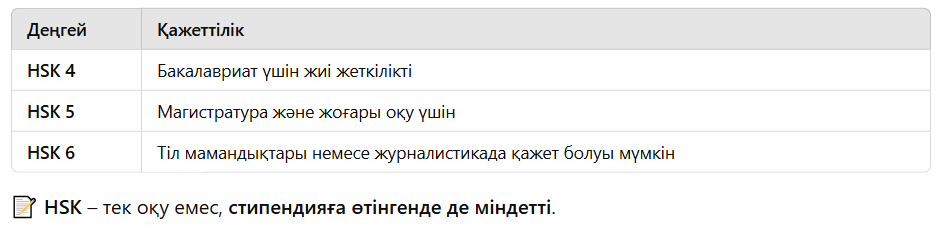 Деңгей Қажеттілік
HSK 4 Бакалавриат үшін жиі жеткілікті
HSK 5 Магистратура және жоғары оқу үшін
HSK 6 Тіл мамандықтары немесе журналистикада қажет болуы мүмкін
📝 HSK – тек оқу емес, стипендияға өтінгенде де міндетті.